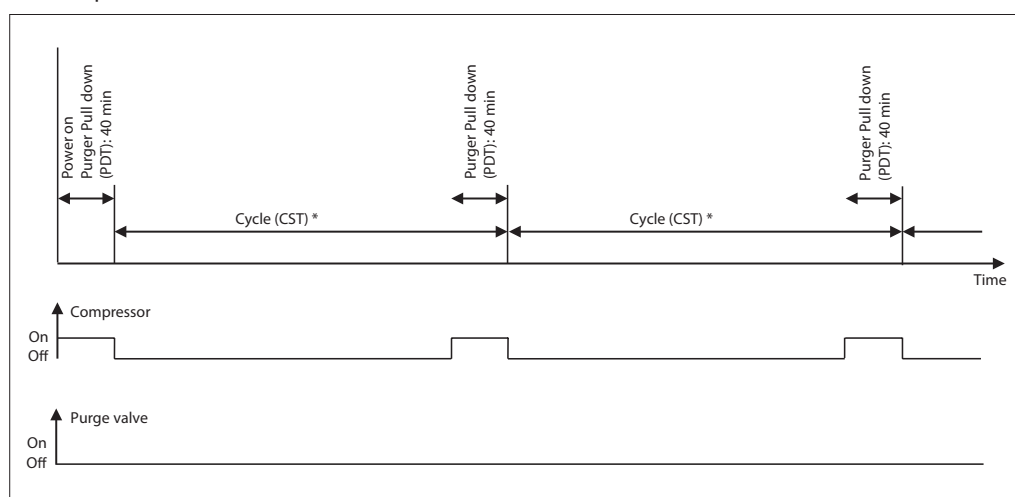 Power on
Purger Pull down
(PDT): 40 min
Purger Pull down
(PDT): 40 min
Purger Pull down
(PDT): 40 min
Cycle (CST) *
Cycle (CST) *
Time
Compressor
On
Off
Purge valve
On
Off